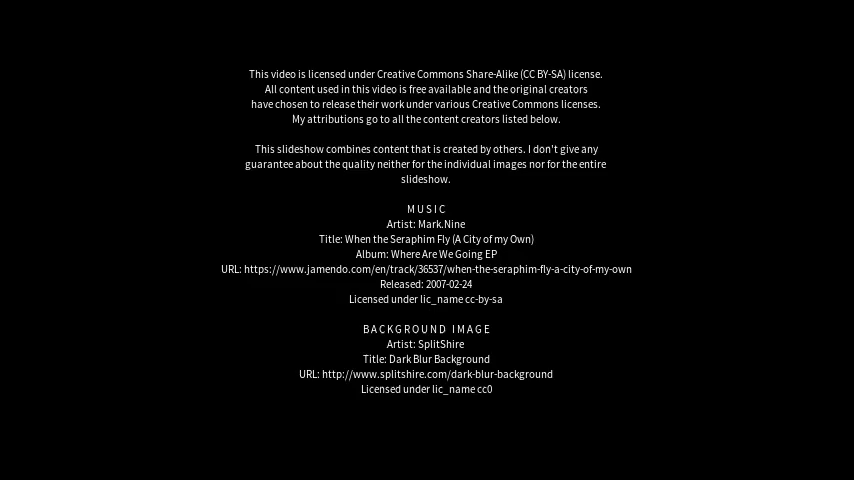 This video is licensed under Creative Commons Share-Alike (CC BY-SA) license.
All content used in this video is free available and the original creators
have chosen to release their work under various Creative Commons licenses.
My attributions go to all the content creators listed below.
This slideshow combines content that is created by others. I don't give any
guarantee about the quality neither for the individual images nor for the entire
slideshow.
MUSIC
Artist: Mark.Nine
Title: When the Seraphim Fly (A City of my Own)
Album: Where Are We Going EP
URL: https://www.jamendo.com/en/track/36537/when-the-seraphim-fly-a-city-of-my-own
Released: 2007-02-24
Licensed under lic_name cc-by-sa
BACKGROUND IMAGE
Artist: SplitShire
Title: Dark Blur Background
URL: http://www.splitshire.com/dark-blur-background
Licensed under lic_name cc0